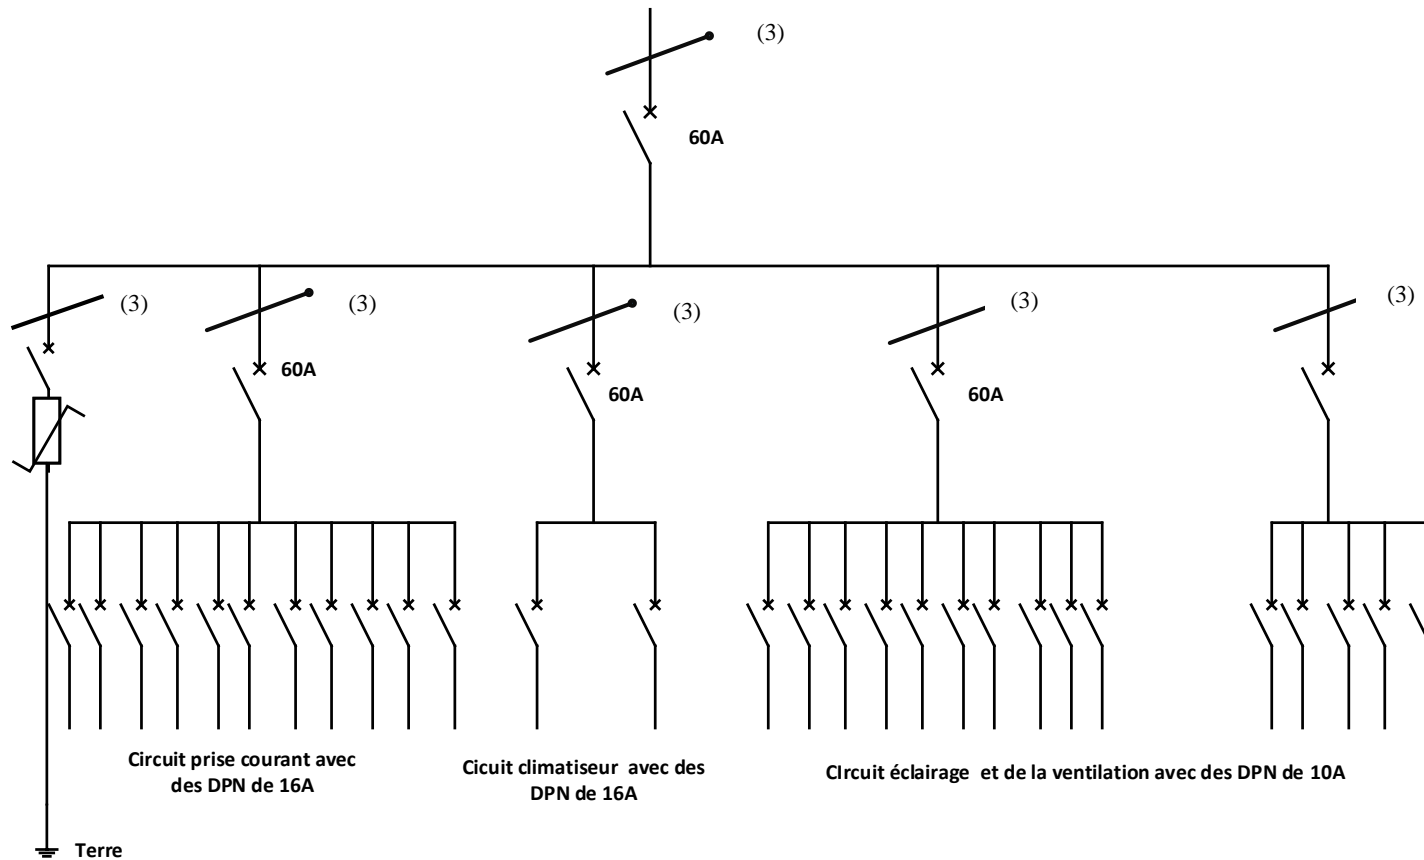 (3)
60A
(3)
(3)
(3)
(3)
(3)
60A
60A
60A
Circuit prise courant avec
des DPN de 16A
Cicuit climatiseur avec des
DPN de 16A
CIrcuit éclairage et de la ventilation avec des DPN de 10A
Terre